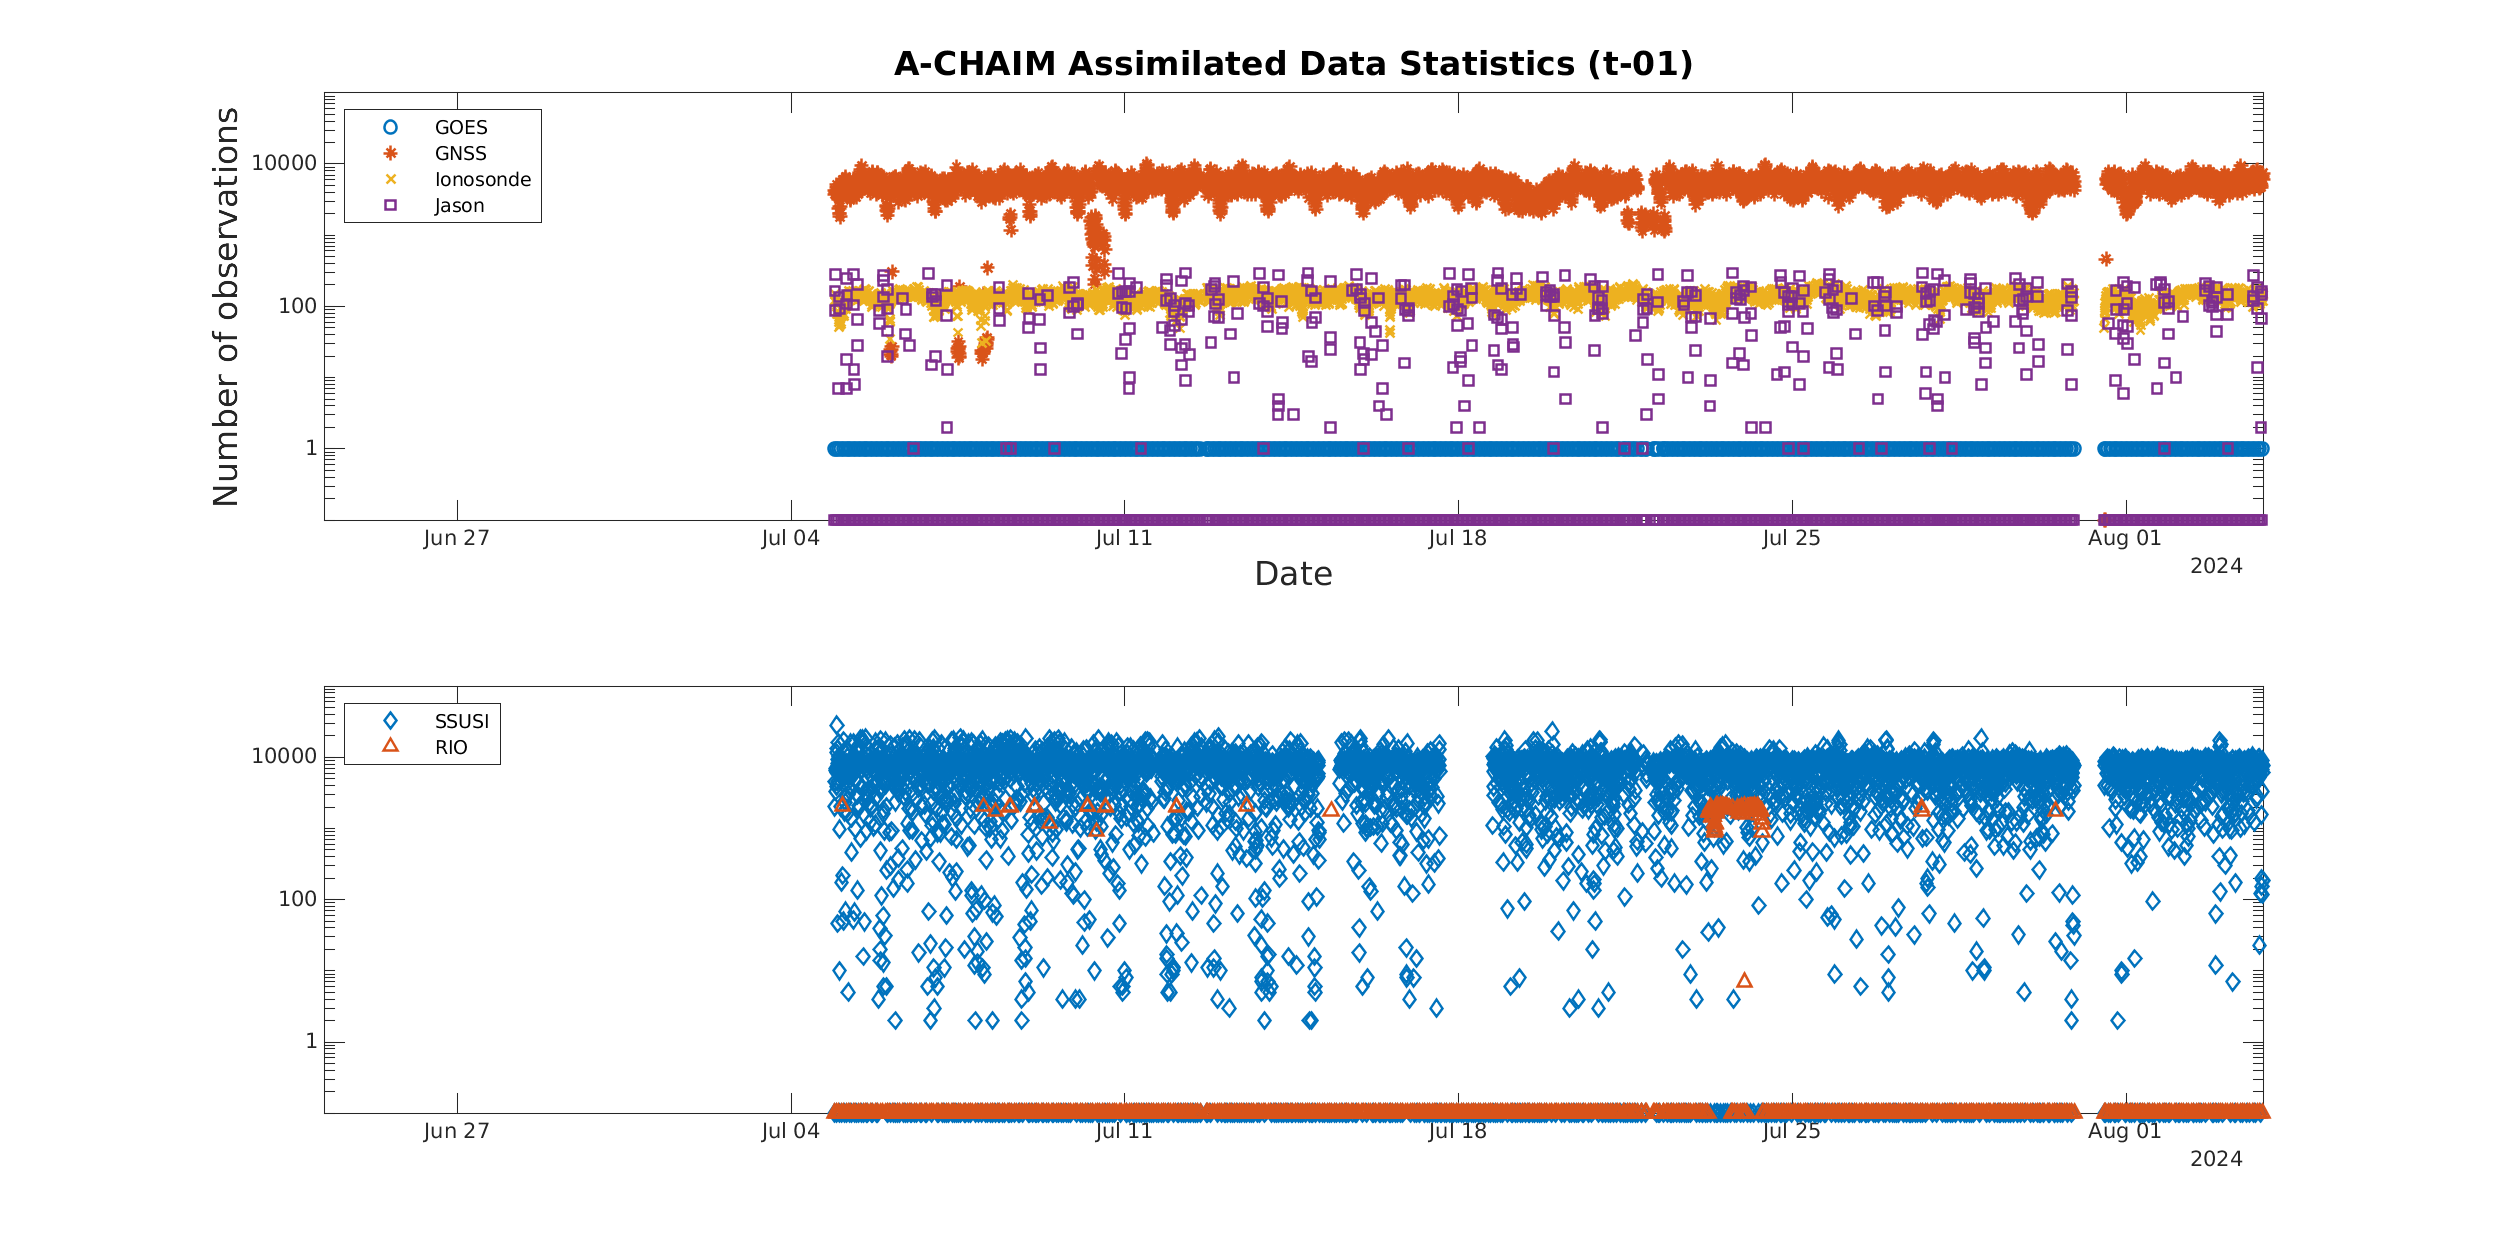 A-CHAIM Assimilated Data Statistics (t-01)
Number of observations
10000
100
1
GOES
GNSS
Ionosonde
Jason
Jun 27
Jul 04
Jul 11
Jul 18
Jul 25
Aug 01
2024
Date
10000
100
1
SSUSI
RIO
Jun 27
Jul 04
Jul 11
Jul 18
Jul 25
Aug 01
2024